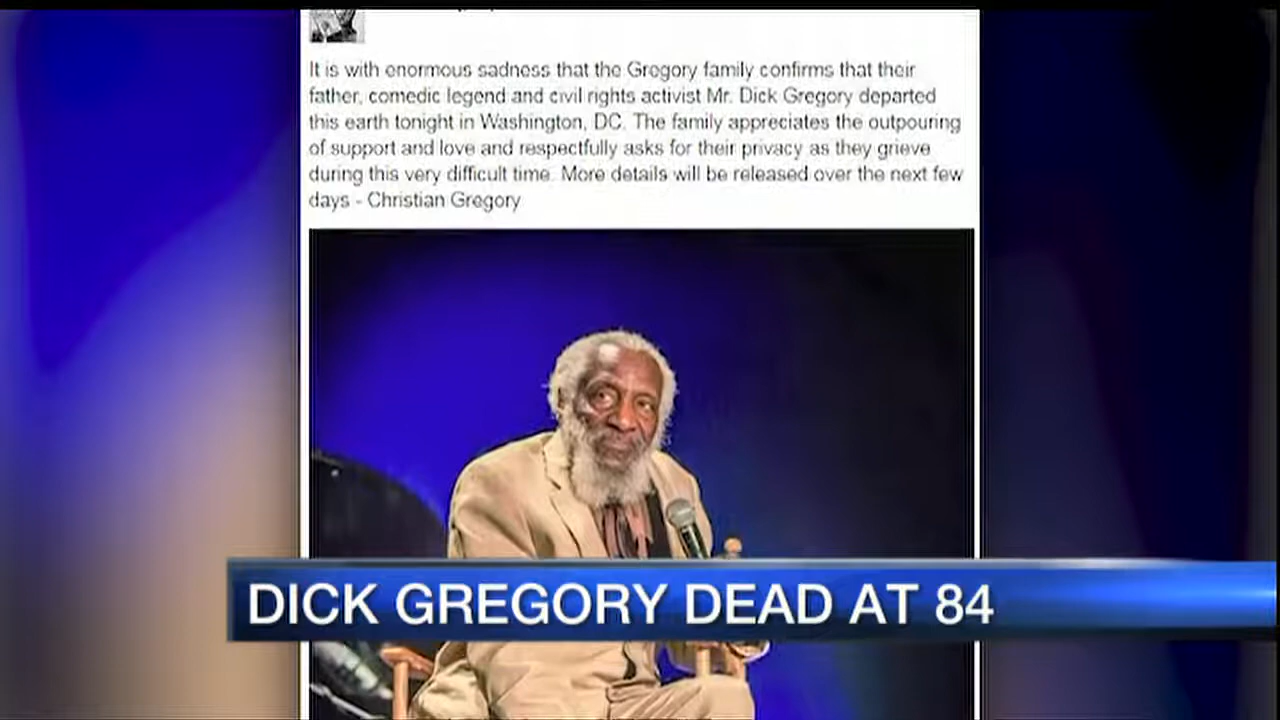 It is with enormous sadness that the Gregory family confirms that their
father, comedic legend and civil rights activist Mr. Dick Gregory departed
this earth tonight in Washington, DC. The family appreciates the outpouring
of support and love and respectfully asks for their privacy as they grieve
during this very difficult time. More details will be released over the next few
days - Christian Gregory
DICK GREGORY DEAD AT 84